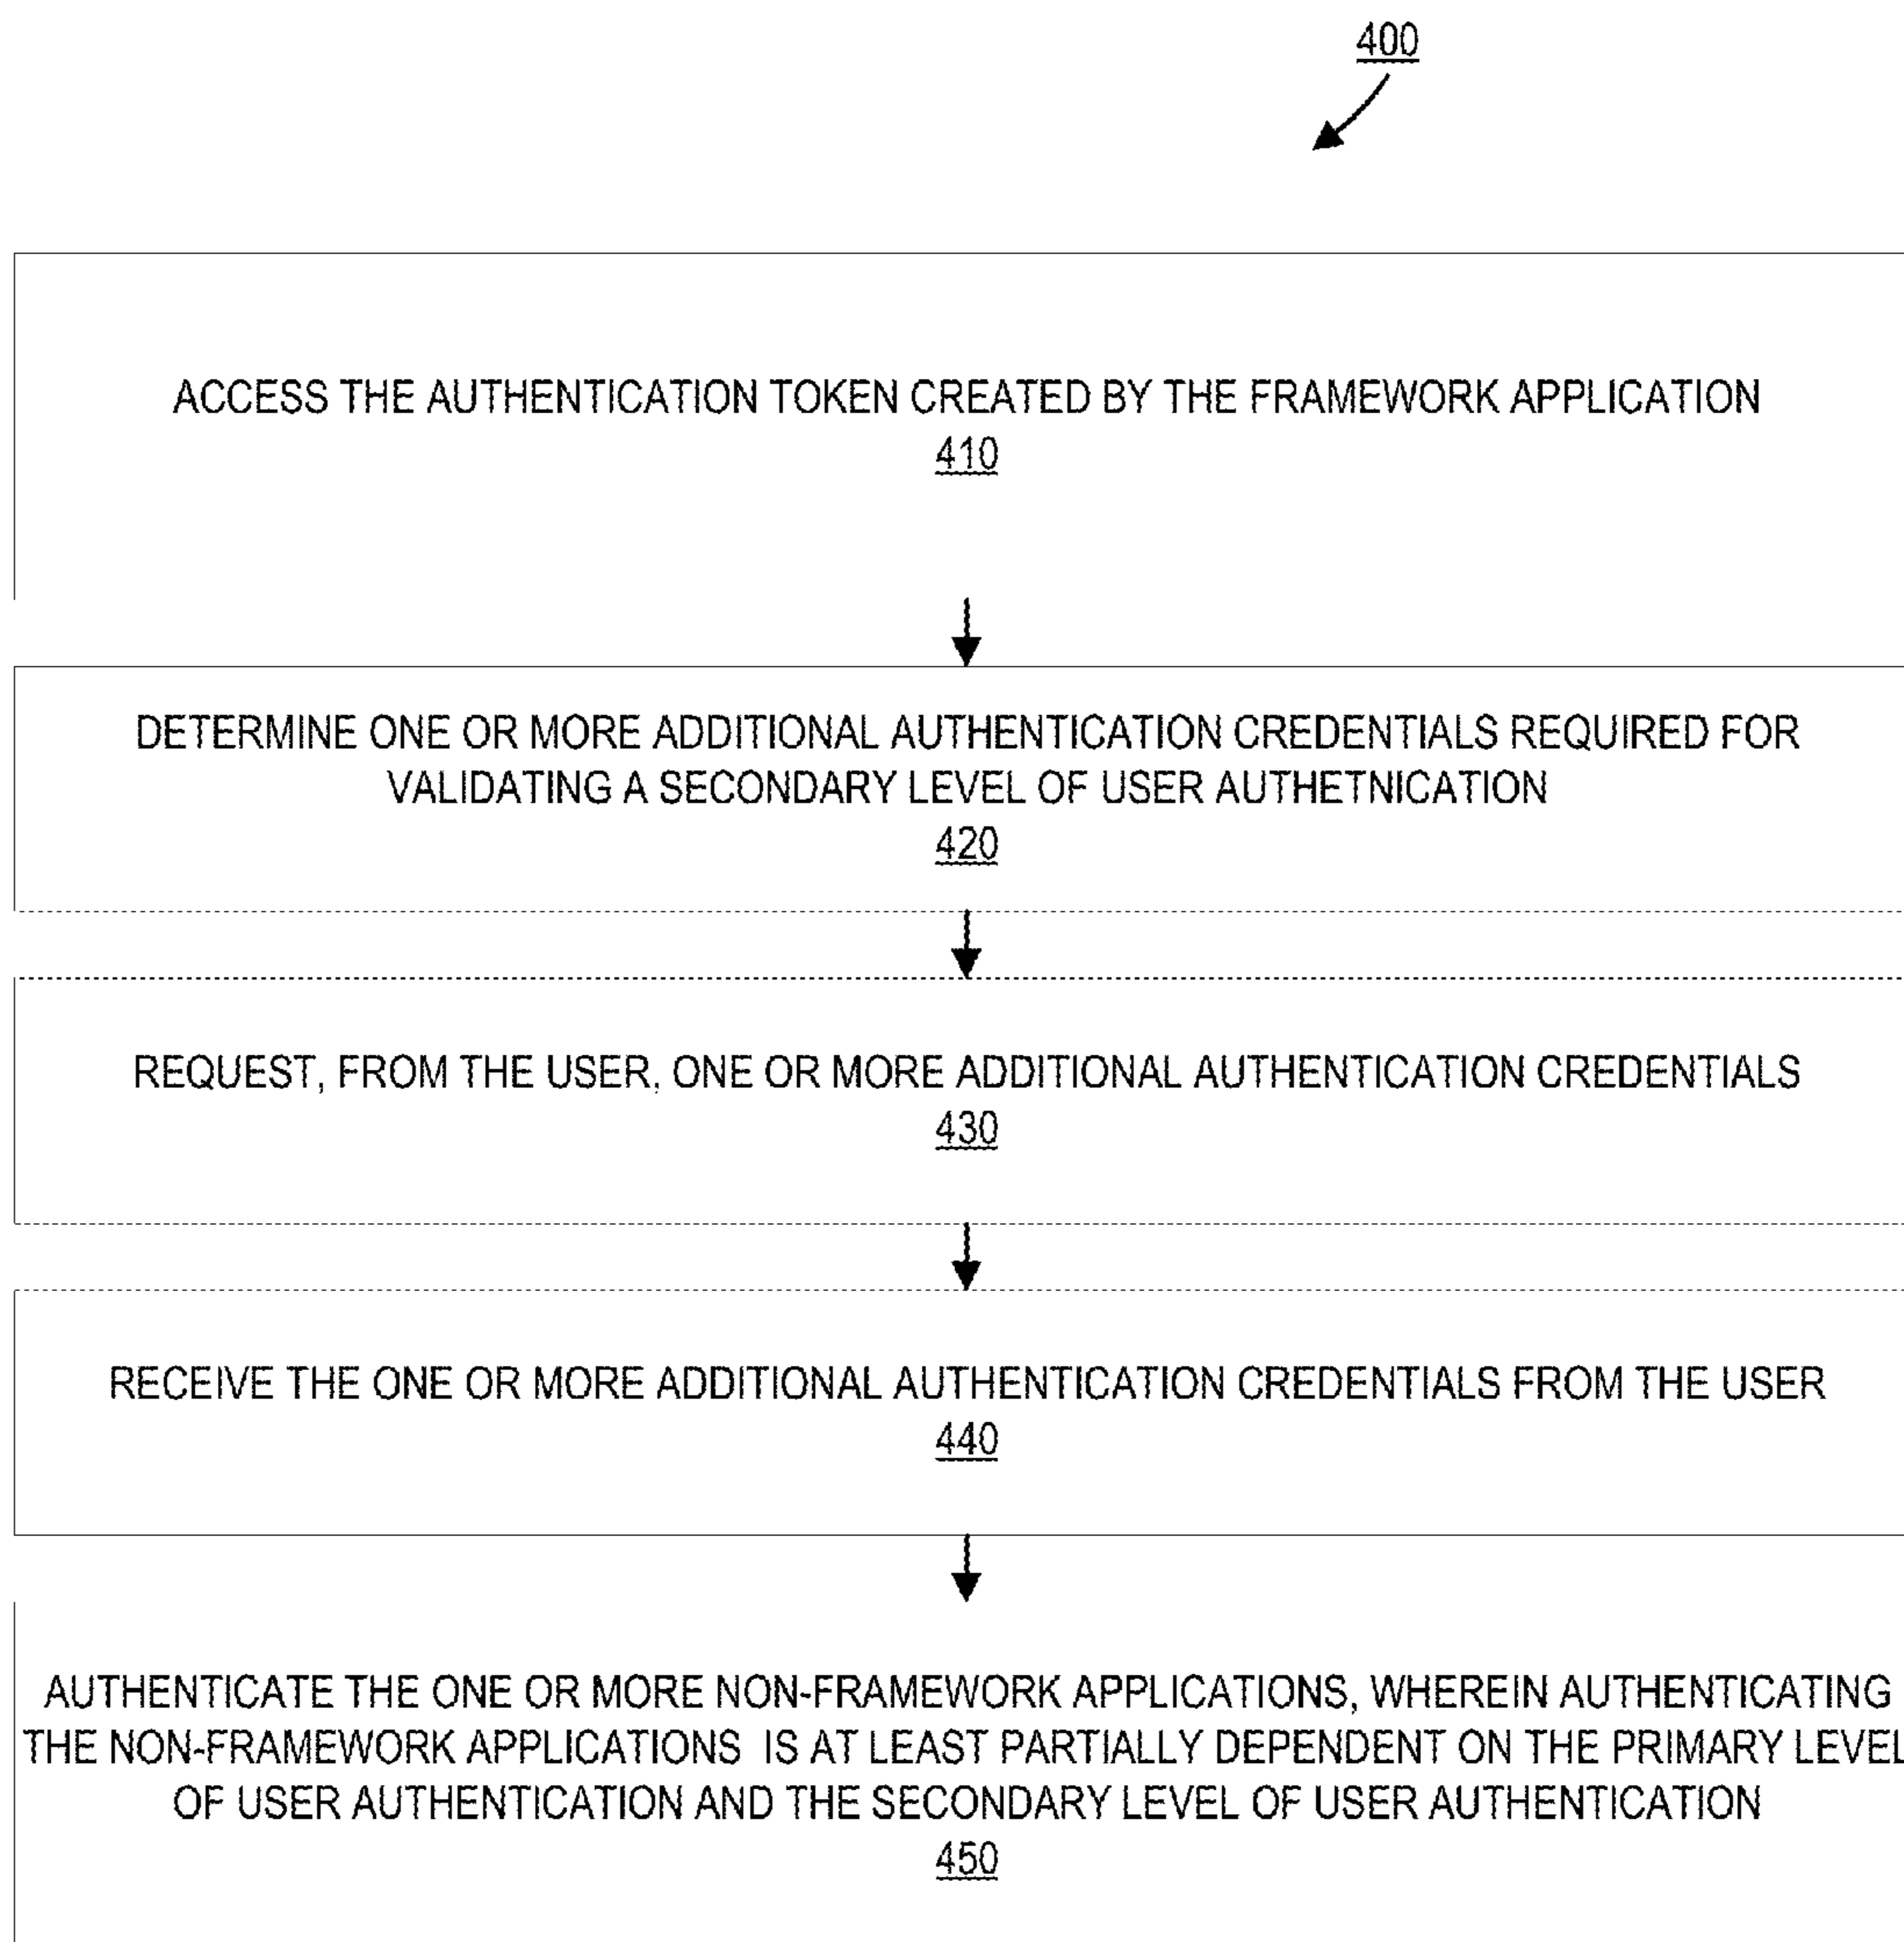 400
ACCESS THE AUTHENTICATION TOKEN CREATED BY THE FRAMEWORK APPLICATION
410
DETERMINE ONE OR MORE ADDITIONAL AUTHENTICATION CREDENTIALS REQUIRED FOR
VALIDATING A SECONDARY LEVEL OF USER AUTHETNICATION
420
REQUEST, FROM THE USER, ONE OR MORE ADDITIONAL AUTHENTICATION CREDENTIALS
430
RECEIVE THE ONE OR MORE ADDITIONAL AUTHENTICATION CREDENTIALS FROM THE USER
440
AUTHENTICATE THE ONE OR MORE NON-FRAMEWORK APPLICATIONS, WHEREIN AUTHENTICATING
THE NON-FRAMEWORK APPLICATIONS IS AT LEAST PARTIALLY DEPENDENT ON THE PRIMARY LEVEL
OF USER AUTHENTICATION AND THE SECONDARY LEVEL OF USER AUTHENTICATION
450